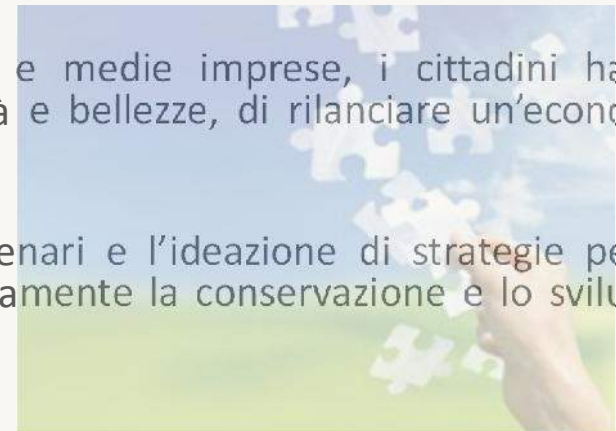 e medie imprese, i cittadini ha
à e bellezze, di rilanciare un'econo
enari e l'ideazione di strategie pe
amente la conservazione e lo svilu